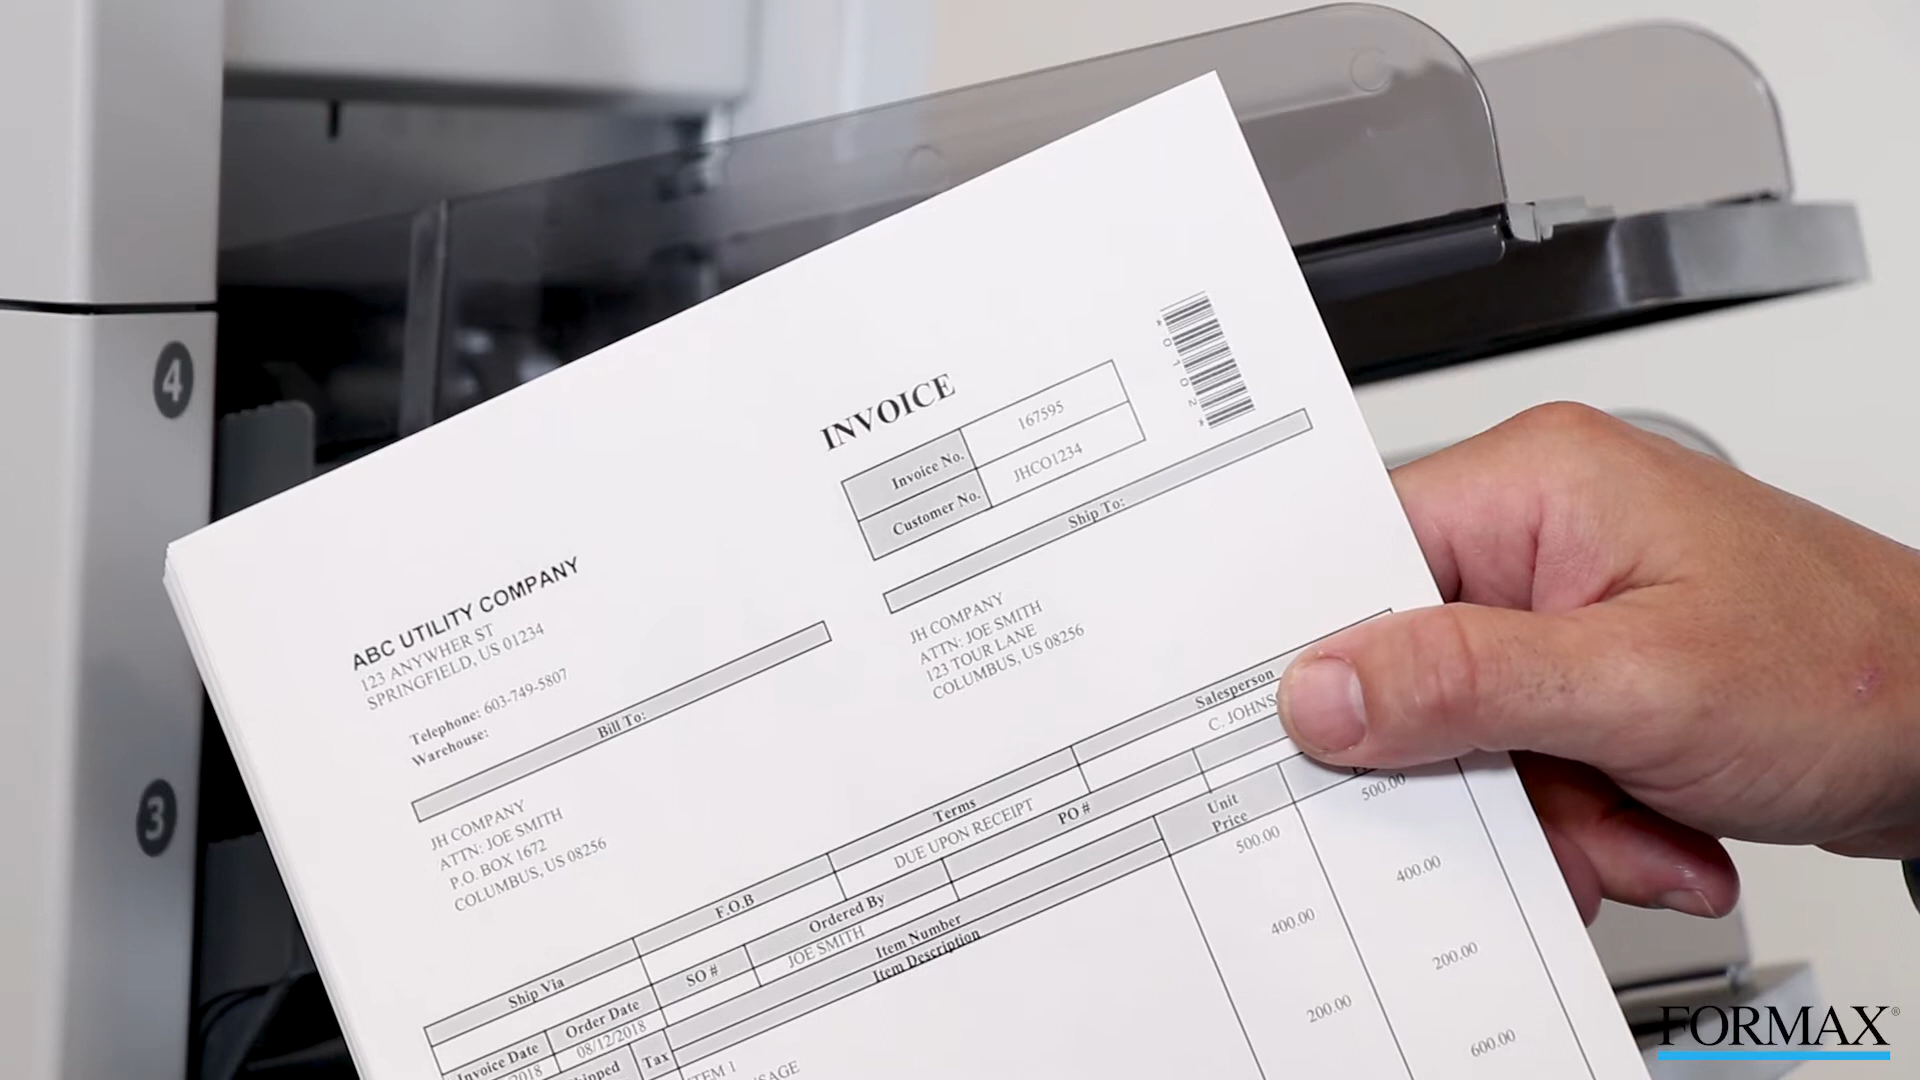 4
3
*0102*
INVOICE
Invoice No. 167595
Customer No. JHCO1234
ABC UTILITY COMPANY
123 ANYWHER ST
SPRINGFIELD, US 01234
Telephone: 603-749-5807
Warehouse:
Bill To:
JH COMPANY
ATTN: JOE SMITH
P.O. BOX 1672
COLUMBUS, US 08256
Ship To:
JH COMPANY
ATTN: JOE SMITH
123 TOUR LANE
COLUMBUS, US 08256
Ship Via F.O.B Terms Salesperson
DUE UPON RECEIPT C. JOHNS
Invoice Date Order Date SO # Ordered By PO #
2018 08/12/2018 JOE SMITH
Tax Item Number Unit
Item Description Price
ITEM 1 500.00 500.00
400.00 400.00
200.00 200.00
600.00
FORMAX®